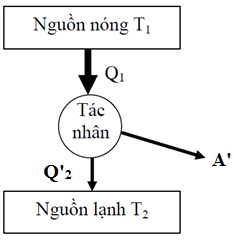 Nguồn nóng T₁
Q₁
Tác
nhân
A'
Q'₂
Nguồn lạnh T₂